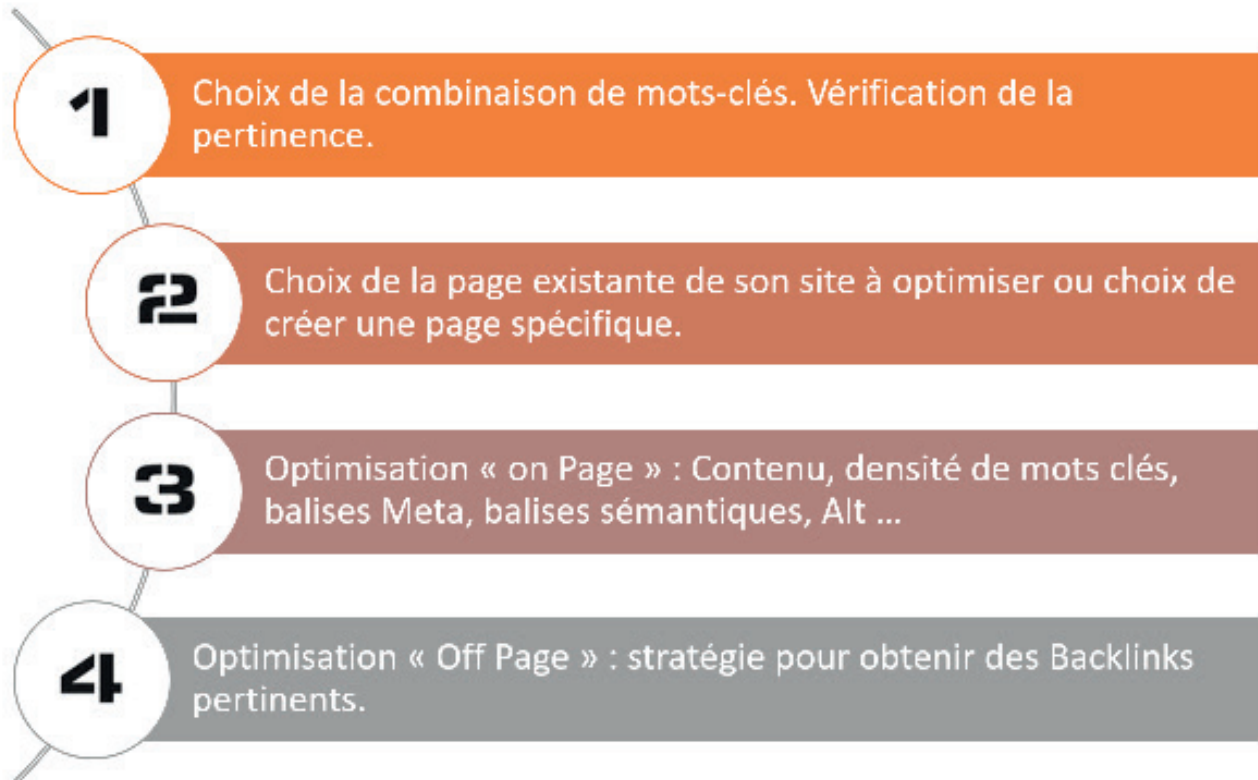 1
Choix de la combinaison de mots-clés. Vérification de la
pertinence.
2
Choix de la page existante de son site à optimiser ou choix de
créer une page spécifique.
3
Optimisation « on Page » : Contenu, densité de mots clés,
balises Meta, balises sémantiques, Alt ...
4
Optimisation « Off Page » : stratégie pour obtenir des Backlinks
pertinents.